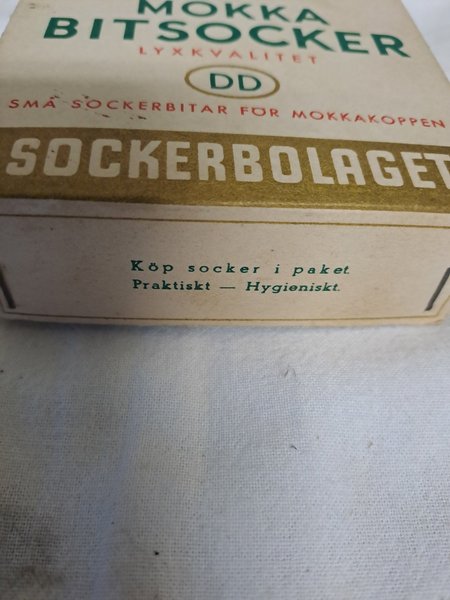 MOKKA
BITSOCKER
LYXKVALITET
DD
SMÅ SOCKERBITAR FÖR MOKKAKOPPEN
SOCKERBOLAGET
Köp socker i paket.
Praktiskt — Hygieniskt.